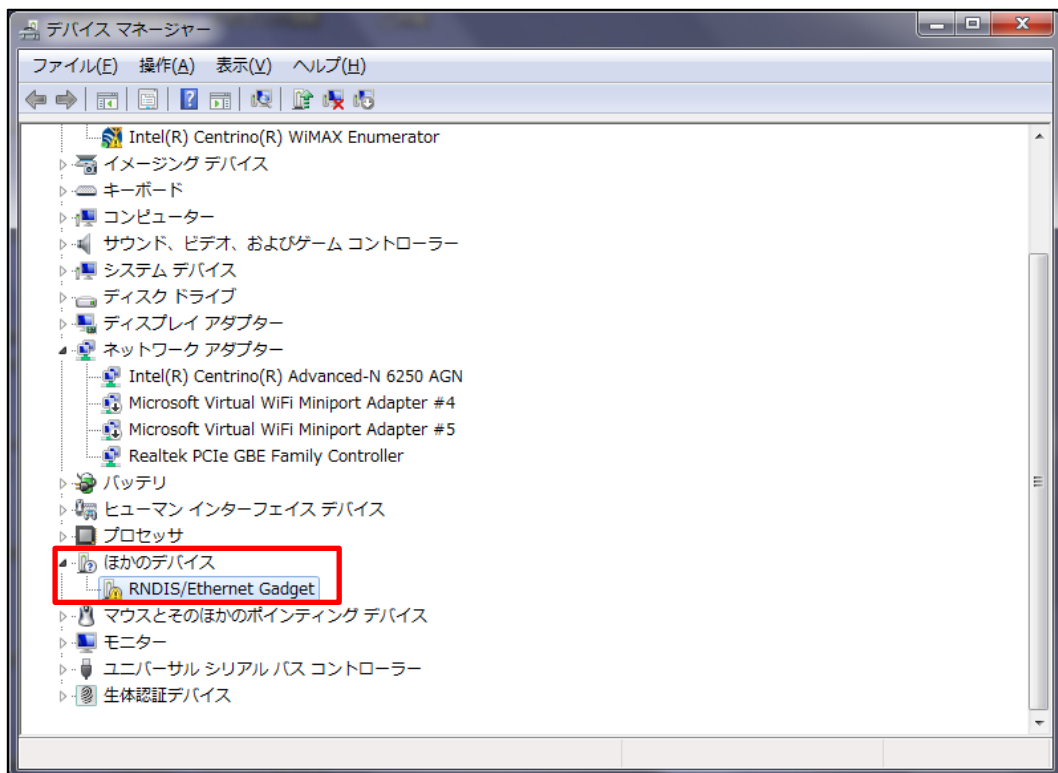 デバイス マネージャー
ファイル(F) 操作(A) 表示(V) ヘルプ(H)
Intel(R) Centrino(R) WiMAX Enumerator
イメージング デバイス
キーボード
コンピューター
サウンド、ビデオ、およびゲーム コントローラー
システム デバイス
ディスク ドライブ
ディスプレイ アダプター
ネットワーク アダプター
Intel(R) Centrino(R) Advanced-N 6250 AGN
Microsoft Virtual WiFi Miniport Adapter #4
Microsoft Virtual WiFi Miniport Adapter #5
Realtek PCIe GBE Family Controller
バッテリ
ヒューマン インターフェイス デバイス
プロセッサ
ほかのデバイス
RNDIS/Ethernet Gadget
マウスとそのほかのポインティング デバイス
モニター
ユニバーサル シリアル バス コントローラー
生体認証デバイス